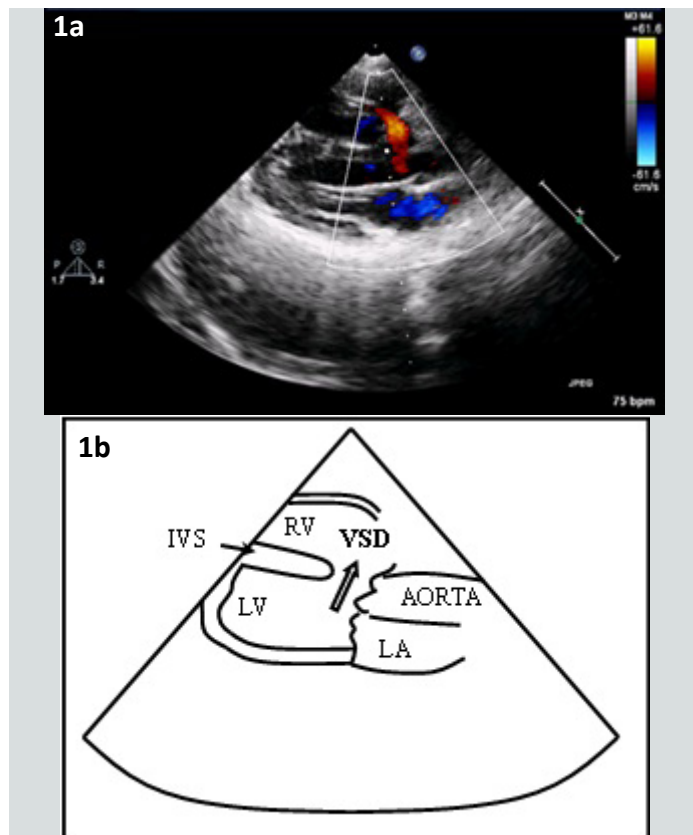 1a
M3 M4
+61.6
-61.6
cm/s
P R
1.7 3.4
JPEG
75 bpm
1b
RV
IVS
VSD
LV
AORTA
LA